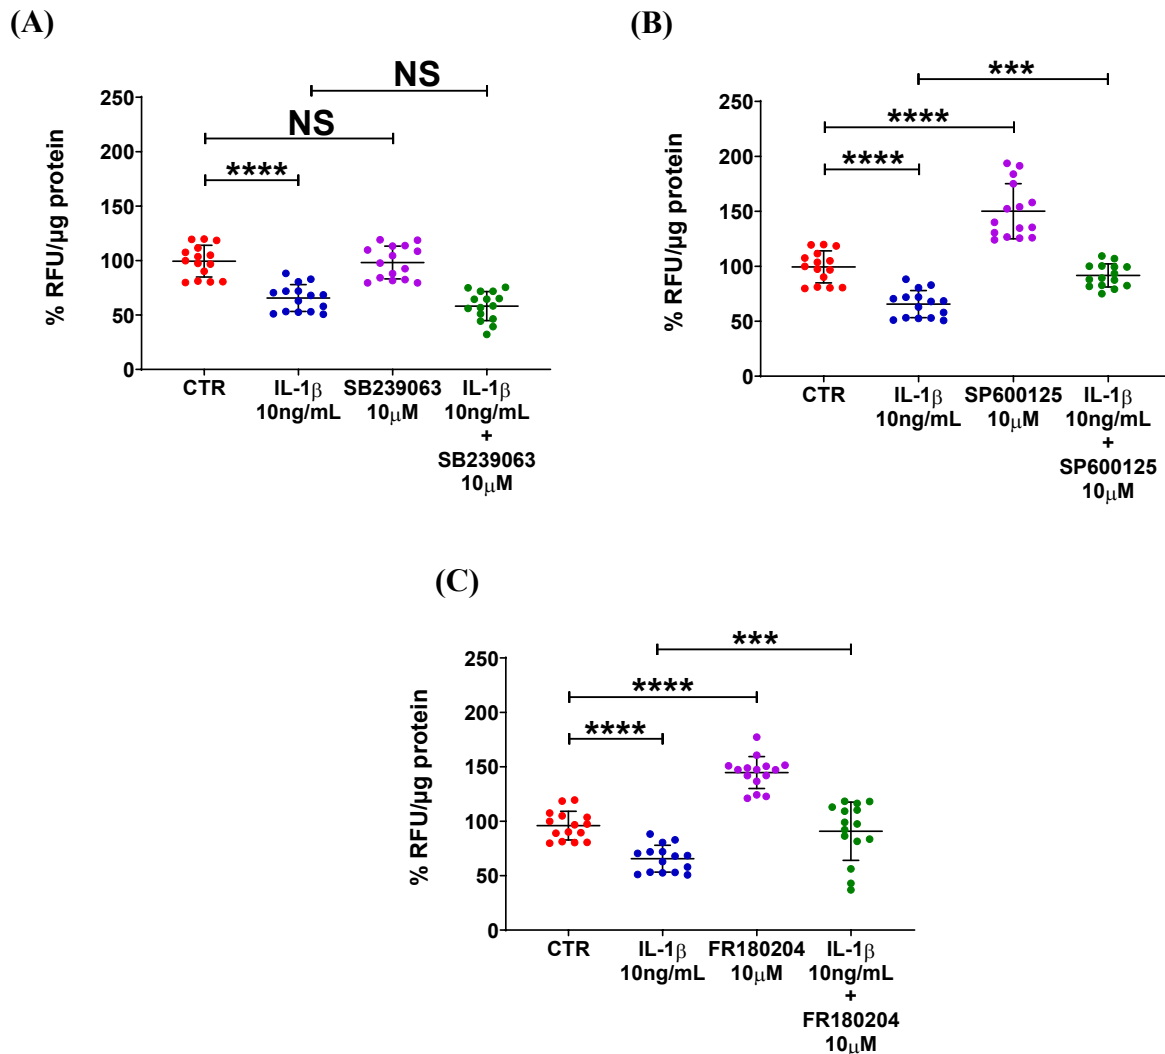 (A)
NS
NS
****
% RFU/µg protein
250
200
150
100
50
0
CTR
IL-1β
10ng/mL
SB239063
10μM
IL-1β
10ng/mL
+
SB239063
10μM
(B)
***
****
****
% RFU/µg protein
250
200
150
100
50
0
CTR
IL-1β
10ng/mL
SP600125
10μM
IL-1β
10ng/mL
+
SP600125
10μM
(C)
***
****
****
% RFU/µg protein
250
200
150
100
50
0
CTR
IL-1β
10ng/mL
FR180204
10μM
IL-1β
10ng/mL
+
FR180204
10μM